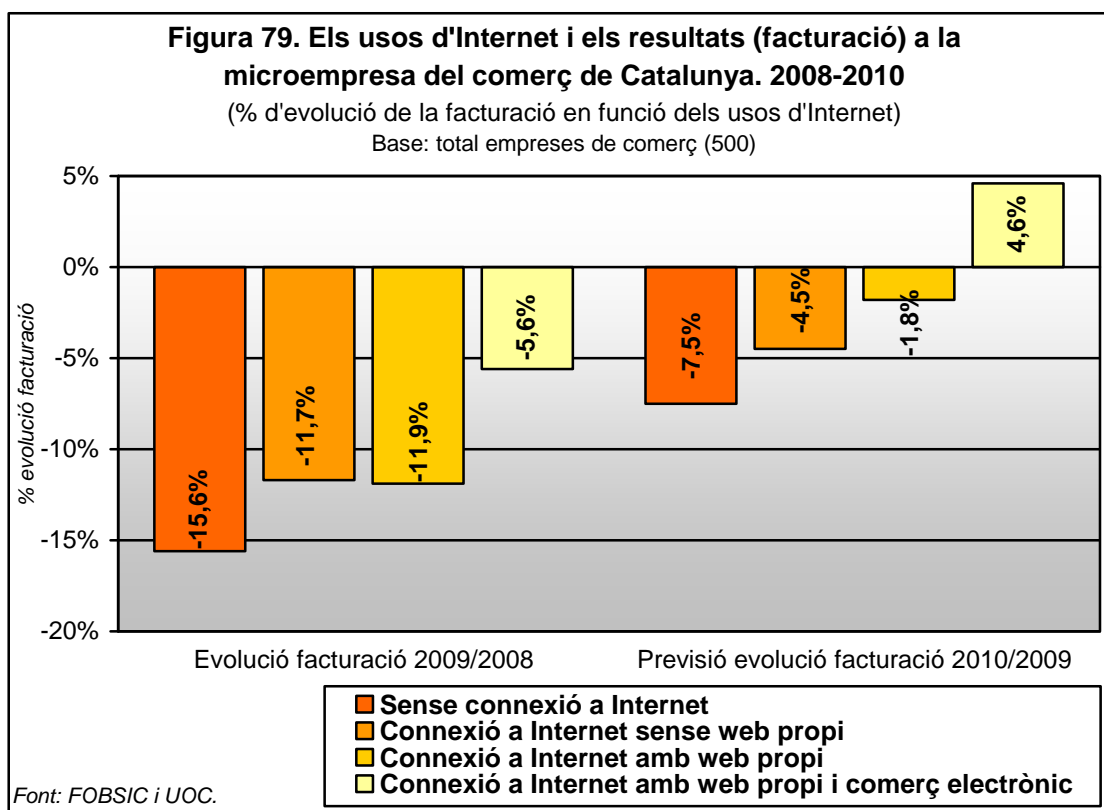 Figura 79. Els usos d'Internet i els resultats (facturació) a la
microempresa del comerç de Catalunya. 2008-2010
(% d'evolució de la facturació en funció dels usos d'Internet)
Base: total empreses de comerç (500)
% evolució facturació
5%
0%
-5%
-10%
-15%
-20%
-15,6%
-11,7%
-11,9%
-5,6%
-7,5%
-4,5%
-1,8%
4,6%
Evolució facturació 2009/2008
Previsió evolució facturació 2010/2009
Sense connexió a Internet
Connexió a Internet sense web propi
Connexió a Internet amb web propi
Connexió a Internet amb web propi i comerç electrònic
Font: FOBSIC i UOC.